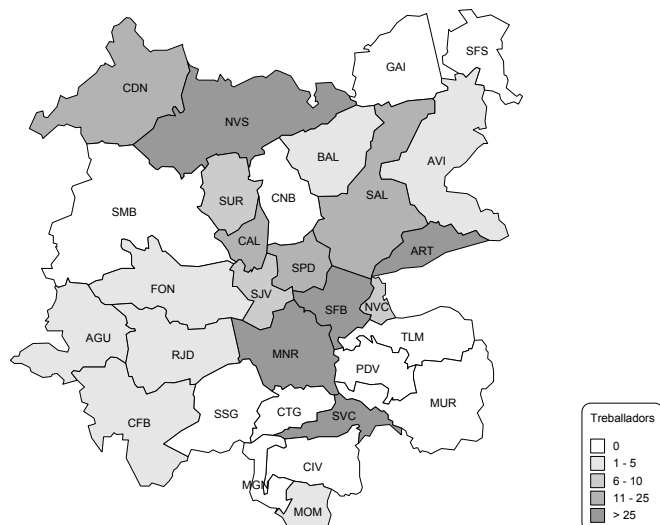 SFS
GAI
CDN
NVS
BAL
AVI
SUR
CNB
SAL
SMB
CAL
ART
SPD
FON
SJV
SFB
NVC
AGU
TLM
RJD
MNR
PDV
MUR
SSG
CTG
SVC
CFB
CIV
MGN
MOM
Treballadors
0
1 - 5
6 - 10
11 - 25
> 25